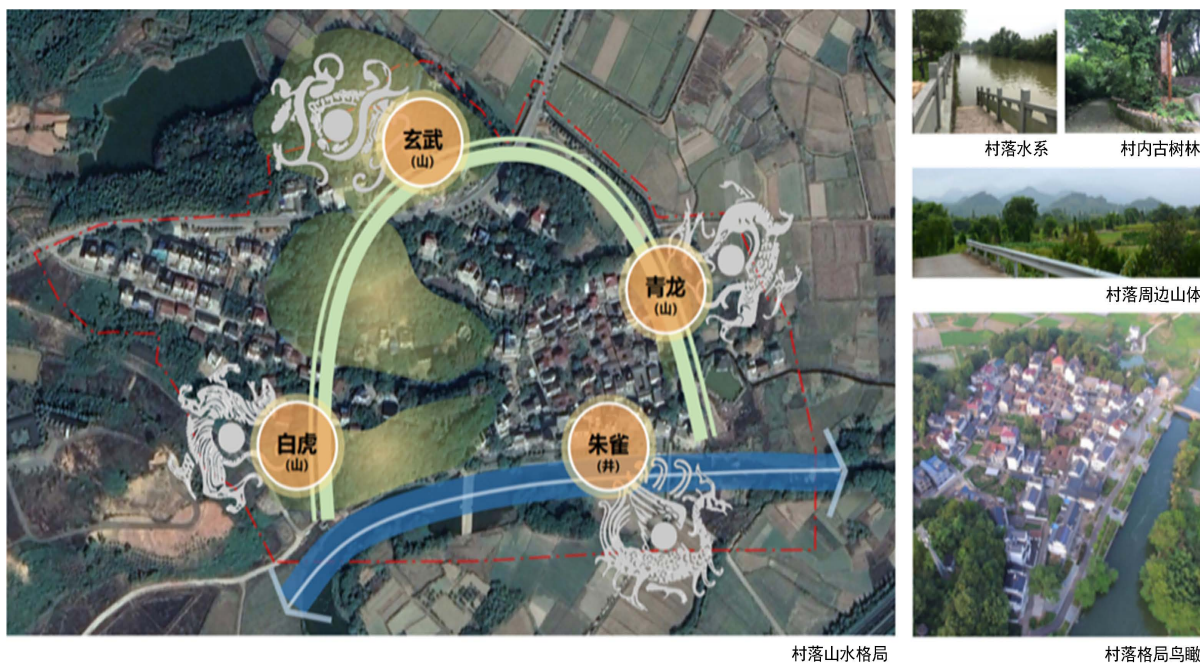 玄武
(山)
青龙
(山)
白虎
(山)
朱雀
(井)
村落山水格局
村落水系
村内古树林
村落周边山体
村落格局鸟瞰